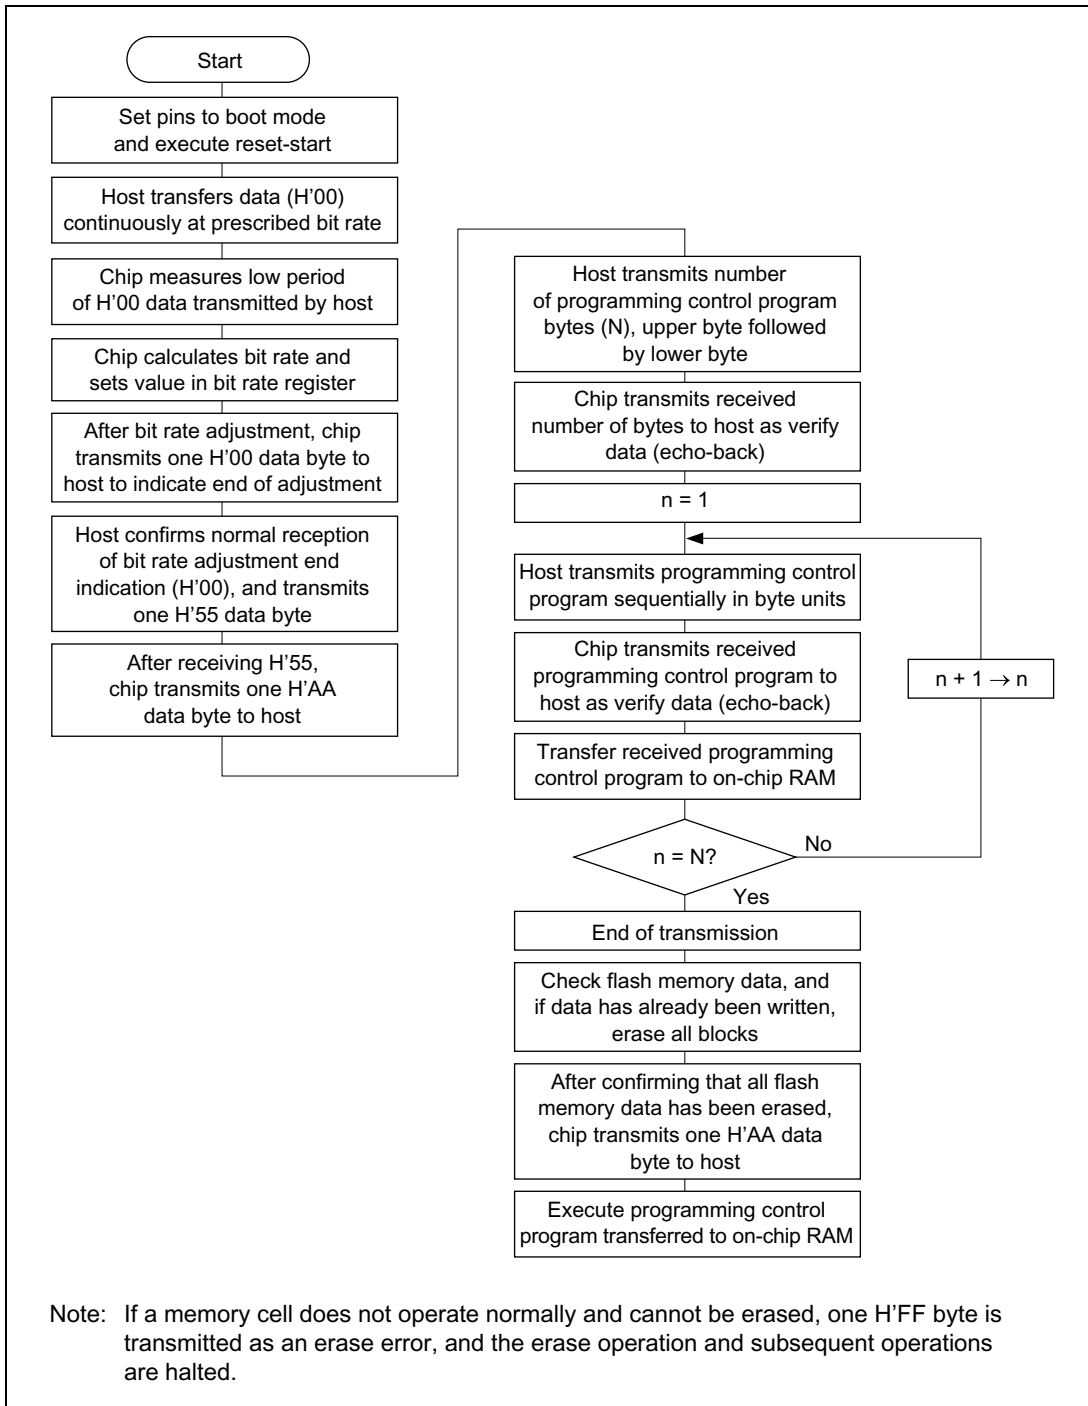 Start
Set pins to boot mode
and execute reset-start
Host transfers data (H’00)
continuously at prescribed bit rate
Chip measures low period
of H’00 data transmitted by host
Chip calculates bit rate and
sets value in bit rate register
After bit rate adjustment, chip
transmits one H’00 data byte to
host to indicate end of adjustment
Host confirms normal reception
of bit rate adjustment end
indication (H’00), and transmits
one H’55 data byte
After receiving H’55,
chip transmits one H’AA
data byte to host
Host transmits number
of programming control program
bytes (N), upper byte followed
by lower byte
Chip transmits received
number of bytes to host as verify
data (echo-back)
n = 1
Host transmits programming control
program sequentially in byte units
Chip transmits received
programming control program to
host as verify data (echo-back)
n + 1 → n
Transfer received programming
control program to on-chip RAM
n = N?
No
Yes
End of transmission
Check flash memory data, and
if data has already been written,
erase all blocks
After confirming that all flash
memory data has been erased,
chip transmits one H’AA data
byte to host
Execute programming control
program transferred to on-chip RAM
Note: If a memory cell does not operate normally and cannot be erased, one H’FF byte is
transmitted as an erase error, and the erase operation and subsequent operations
are halted.